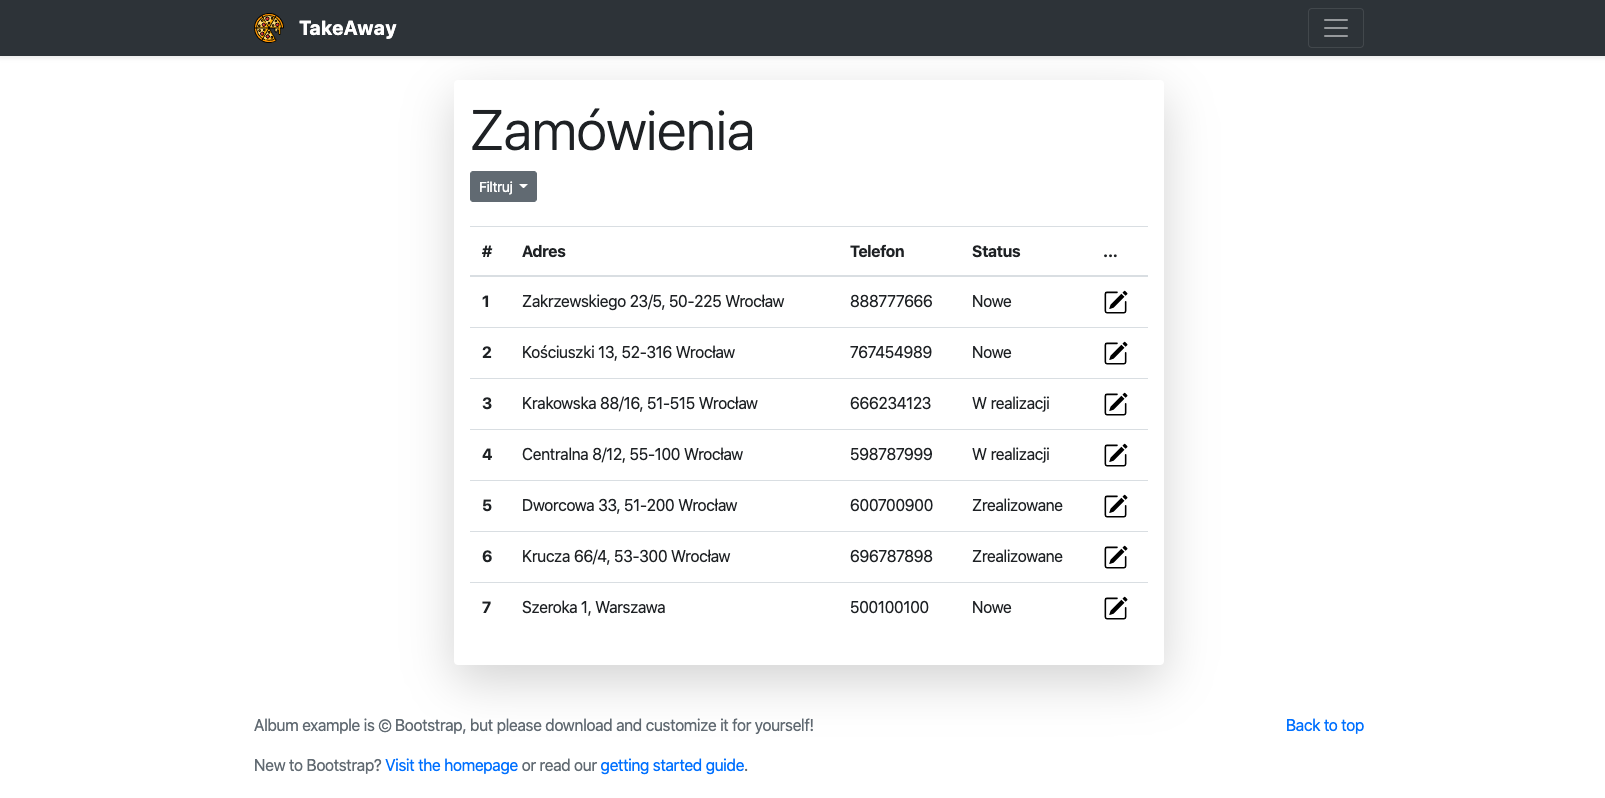 TakeAway
Zamówienia
Filtruj
# Adres Telefon Status ...
1 Zakrzewskiego 23/5, 50-225 Wrocław 888777666 Nowe
2 Kościuszki 13, 52-316 Wrocław 767454989 Nowe
3 Krakowska 88/16, 51-515 Wrocław 666234123 W realizacji
4 Centralna 8/12, 55-100 Wrocław 598787999 W realizacji
5 Dworcowa 33, 51-200 Wrocław 600700900 Zrealizowane
6 Krucza 66/4, 53-300 Wrocław 696787898 Zrealizowane
7 Szeroka 1, Warszawa 500100100 Nowe
Album example is © Bootstrap, but please download and customize it for yourself! Back to top
New to Bootstrap? Visit the homepage or read our getting started guide.